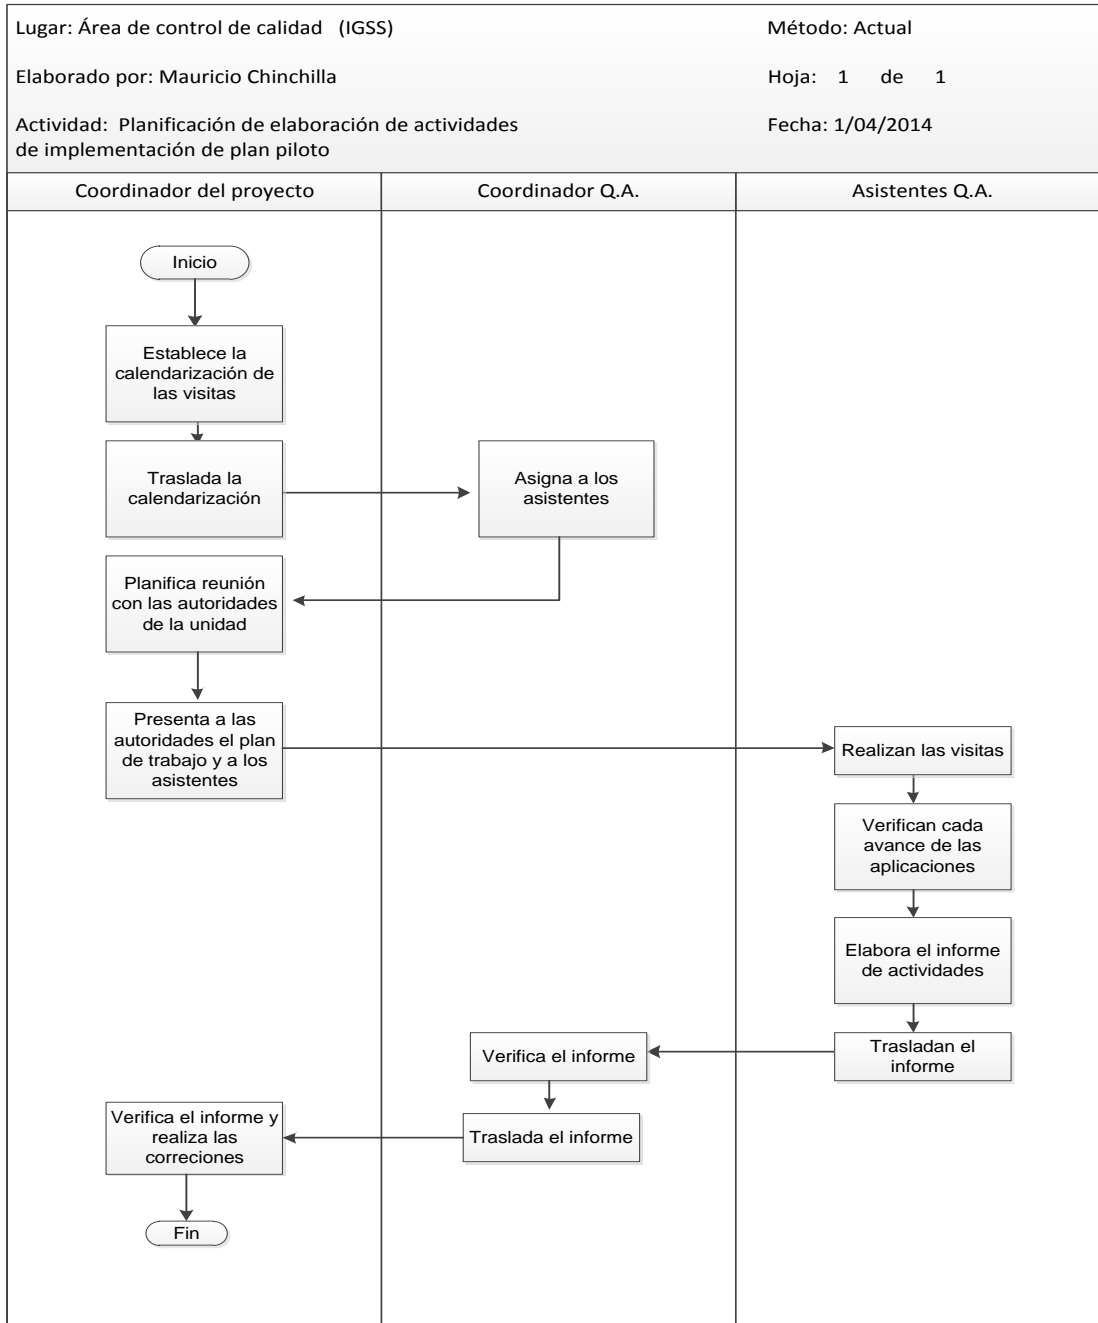 Lugar: Área de control de calidad (IGSS)
Método: Actual
Elaborado por: Mauricio Chinchilla
Hoja: 1 de 1
Actividad: Planificación de elaboración de actividades
de implementación de plan piloto
Fecha: 1/04/2014
Coordinador del proyecto
Coordinador Q.A.
Asistentes Q.A.
Inicio
Establece la
calendarización de
las visitas
Traslada la
calendarización
Asigna a los
asistentes
Planifica reunión
con las autoridades
de la unidad
Presenta a las
autoridades el plan
de trabajo y a los
asistentes
Realizan las visitas
Verifican cada
avance de las
aplicaciones
Elabora el informe
de actividades
Trasladan el
informe
Verifica el informe
Traslada el informe
Verifica el informe y
realiza las
correciones
Fin